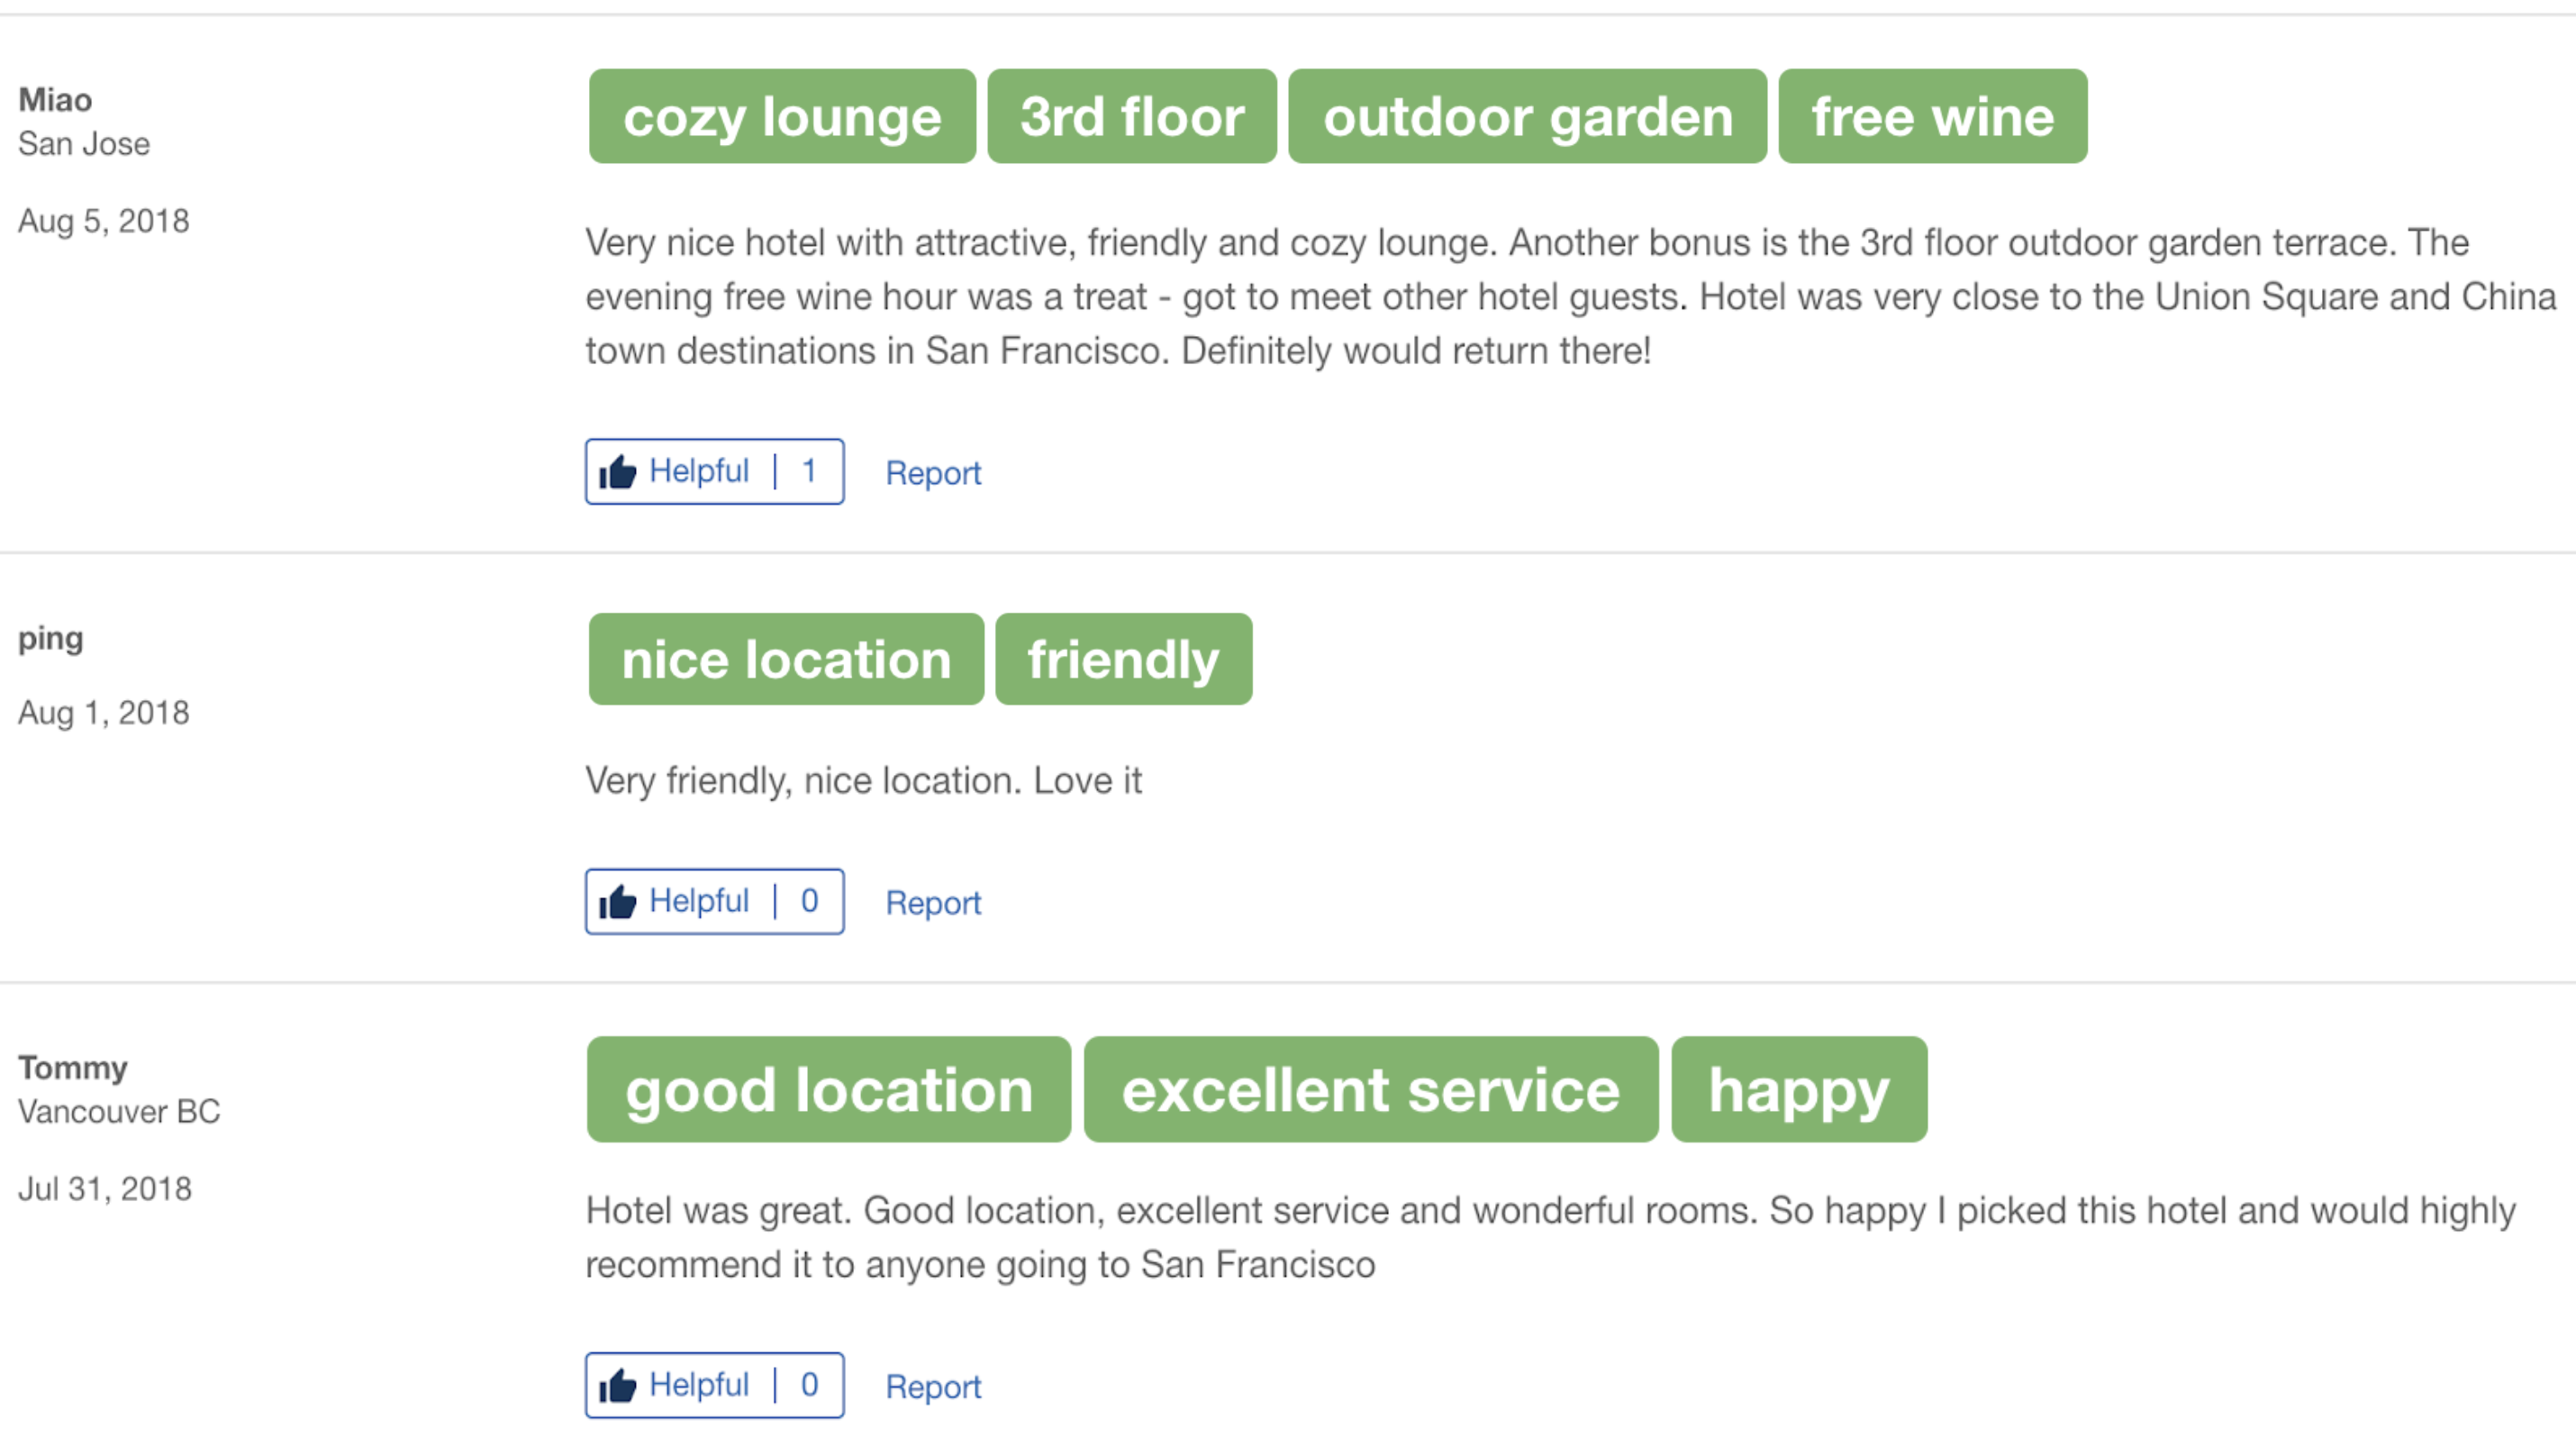 Miao
San Jose
Aug 5, 2018
cozy lounge 3rd floor outdoor garden free wine
Very nice hotel with attractive, friendly and cozy lounge. Another bonus is the 3rd floor outdoor garden terrace. The
evening free wine hour was a treat - got to meet other hotel guests. Hotel was very close to the Union Square and China
town destinations in San Francisco. Definitely would return there!
Helpful | 1 Report
ping
Aug 1, 2018
nice location friendly
Very friendly, nice location. Love it
Helpful | 0 Report
Tommy
Vancouver BC
Jul 31, 2018
good location excellent service happy
Hotel was great. Good location, excellent service and wonderful rooms. So happy I picked this hotel and would highly
recommend it to anyone going to San Francisco
Helpful | 0 Report